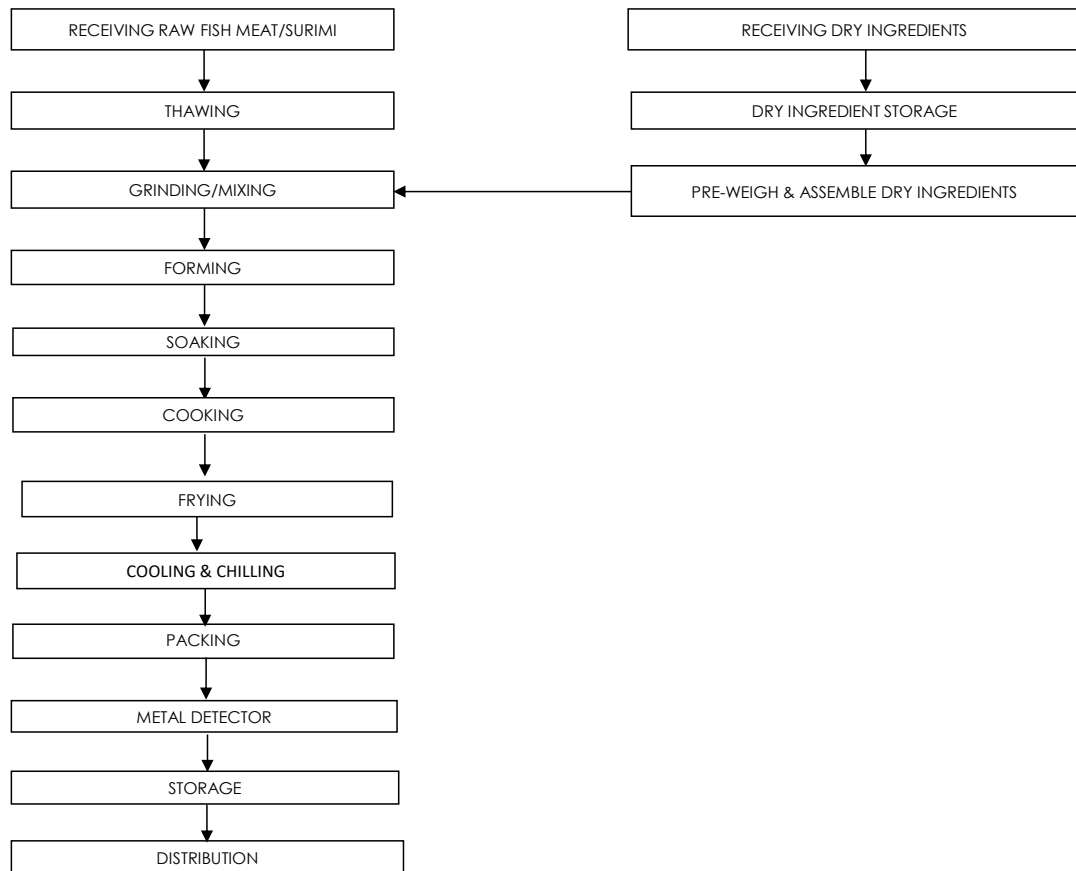 RECEIVING RAW FISH MEAT/SURIMI
RECEIVING DRY INGREDIENTS
THAWING
DRY INGREDIENT STORAGE
GRINDING/MIXING
PRE-WEIGH & ASSEMBLE DRY INGREDIENTS
FORMING
SOAKING
COOKING
FRYING
COOLING & CHILLING
PACKING
METAL DETECTOR
STORAGE
DISTRIBUTION